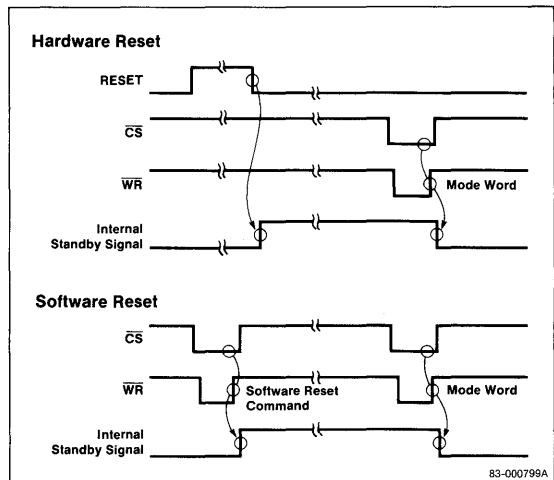 Hardware Reset
RESET
CS
WR
Mode Word
Internal
Standby Signal
Software Reset
CS
WR
Software Reset
Command
Mode Word
Internal
Standby Signal
83-000799A